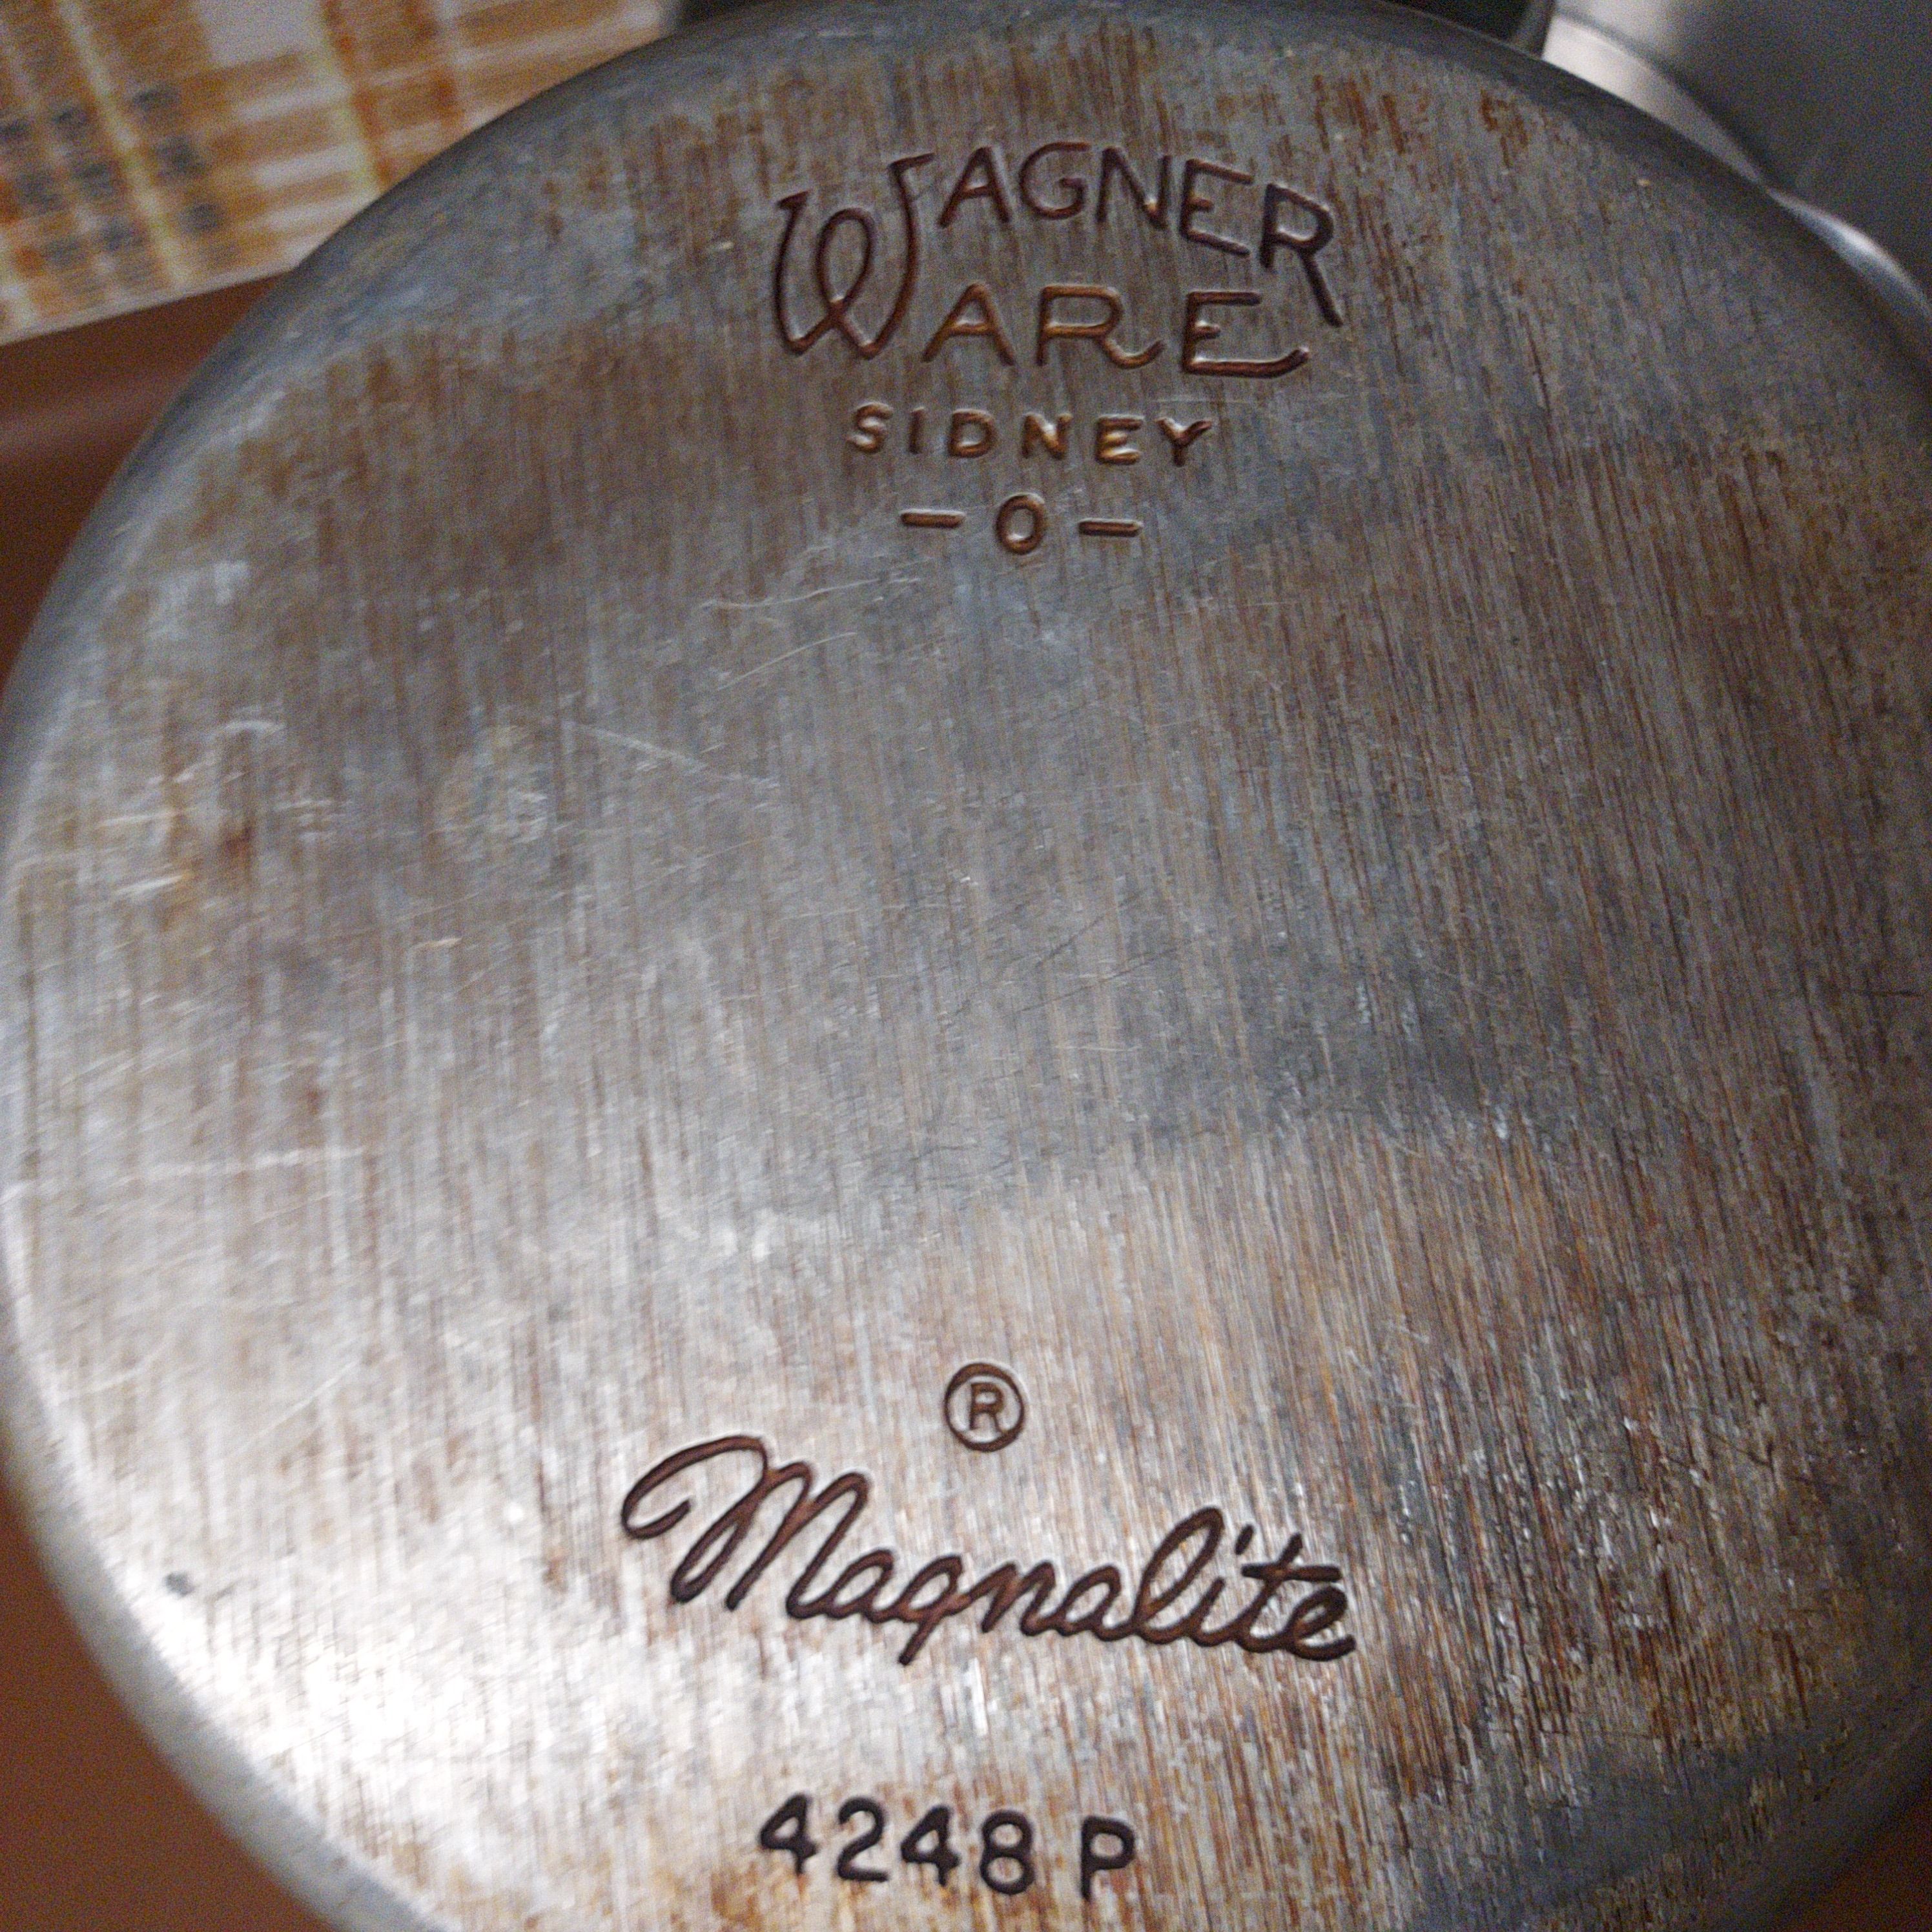 WAGNER
WARE
SIDNEY
-O-
®
Magnalite
4248 P